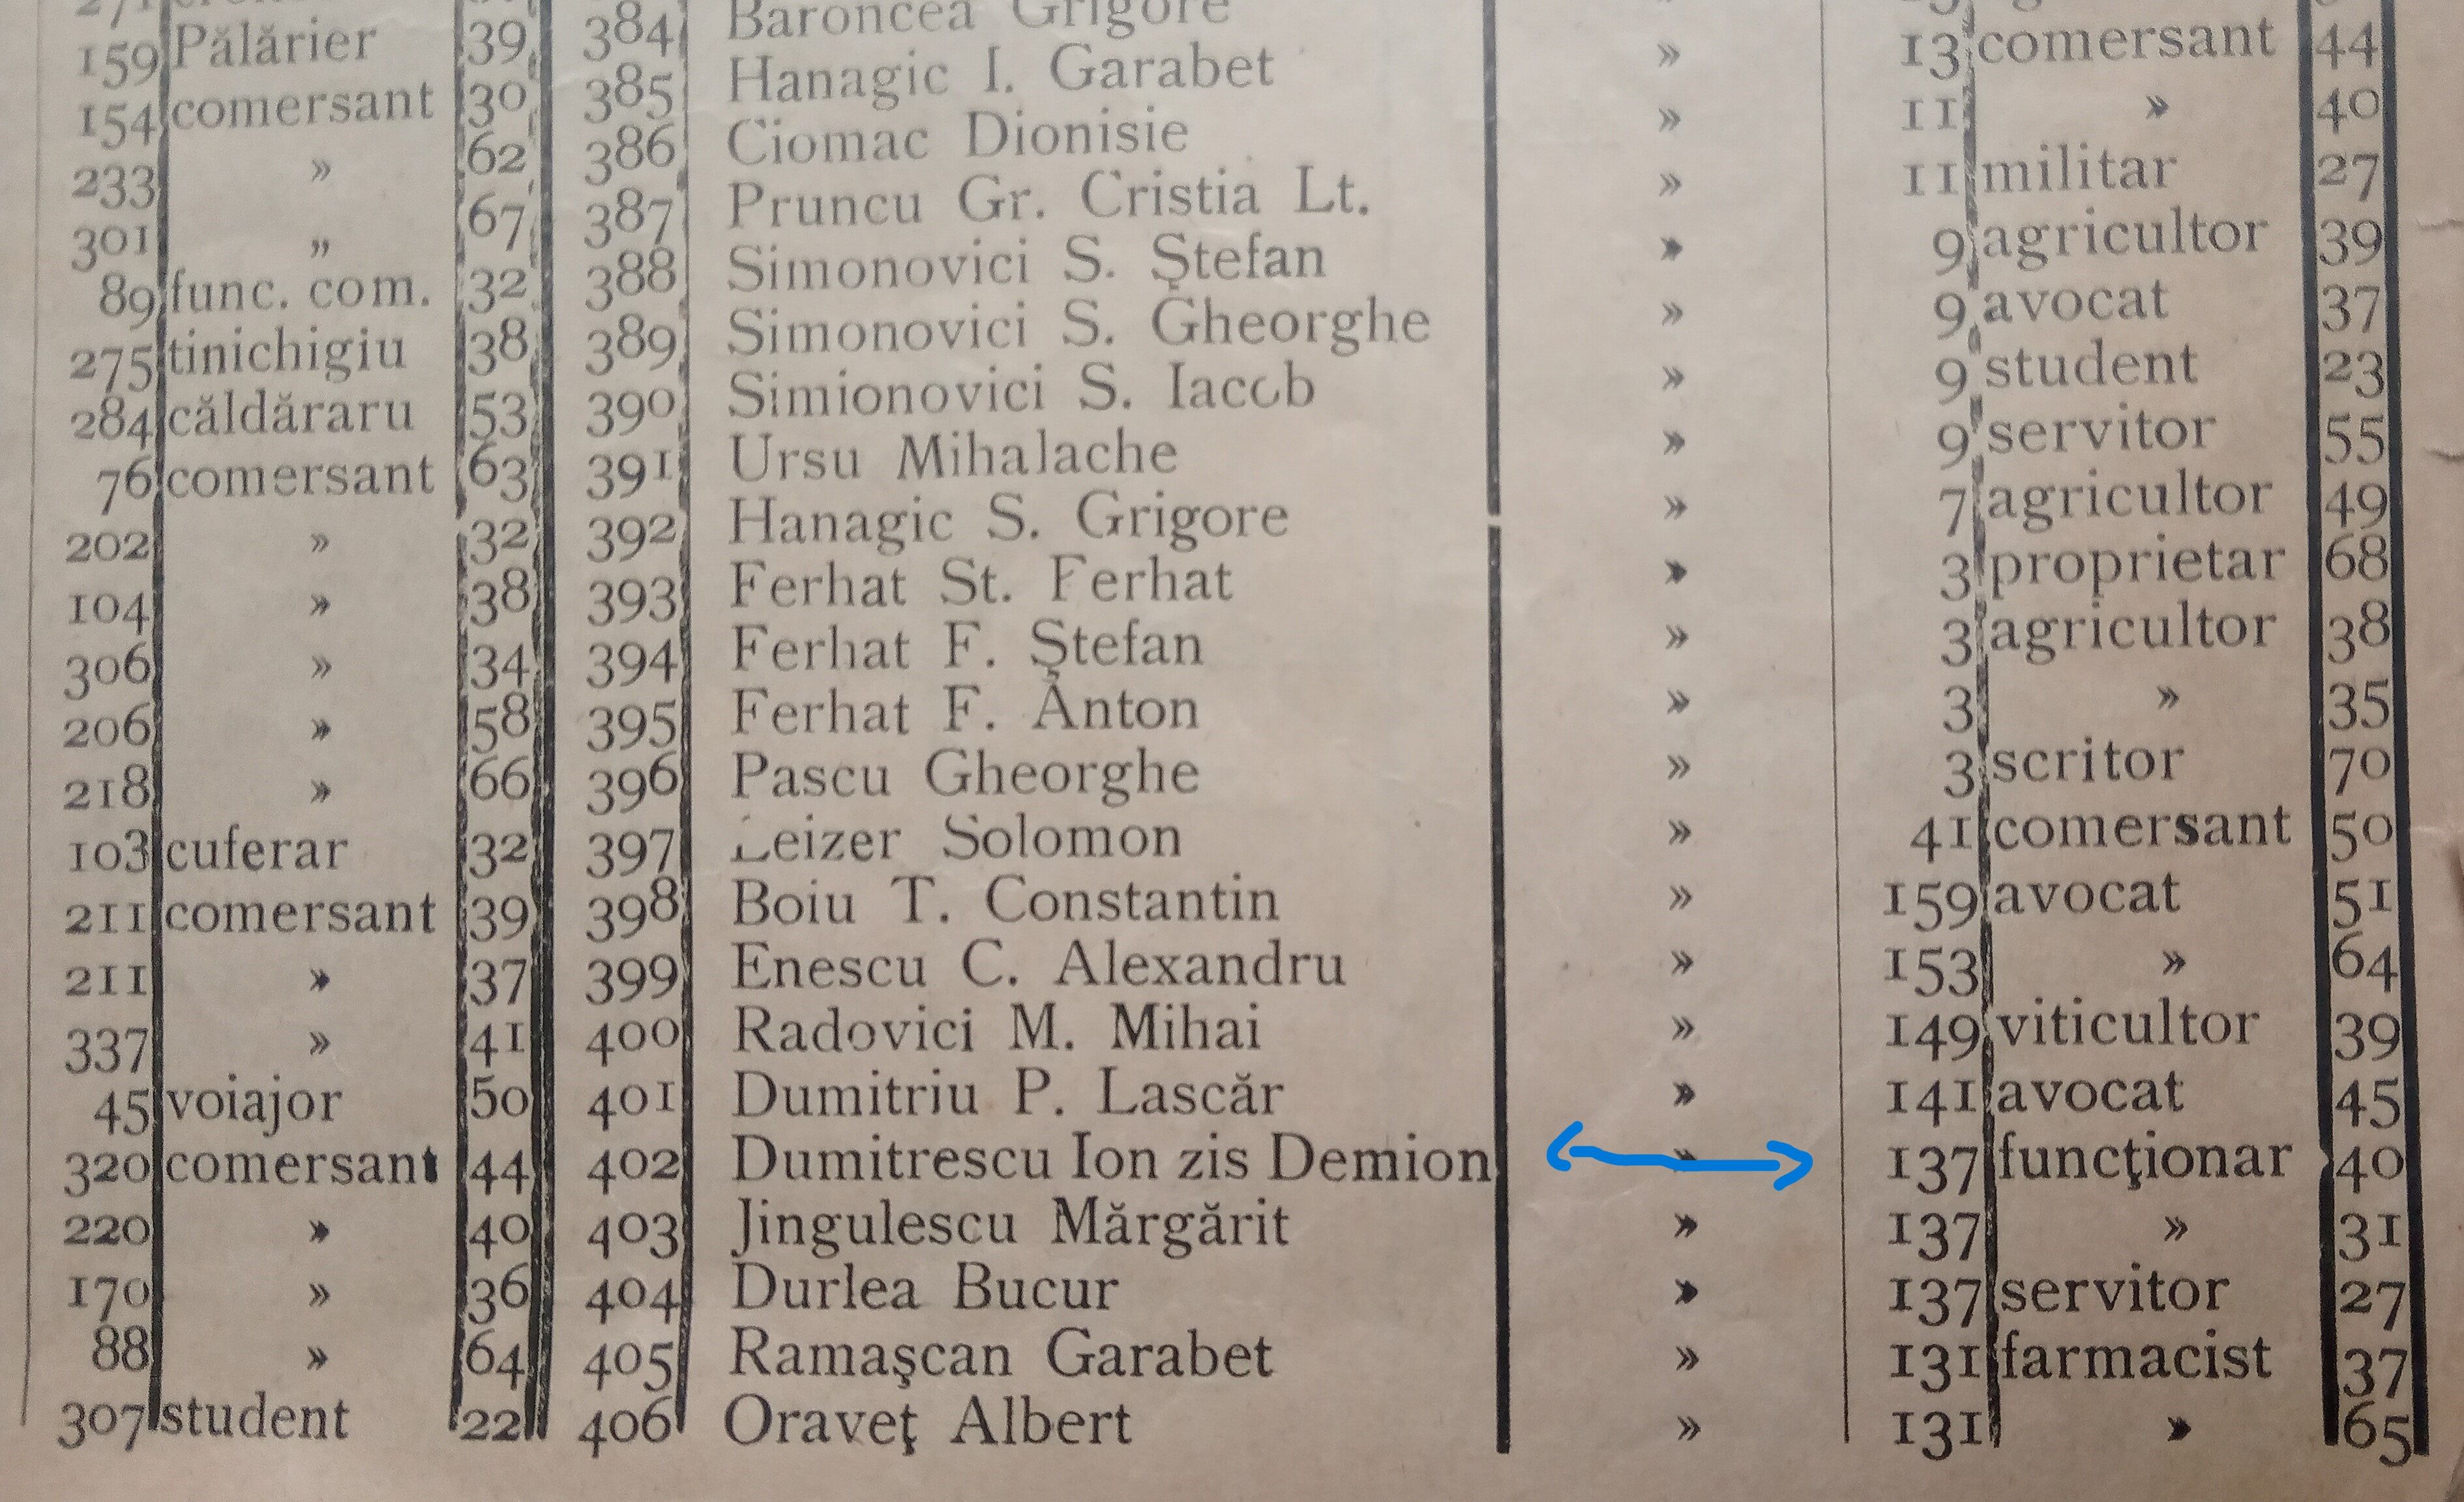 159 Pălărier 39 384 Baroncea Grigore
154 comersant 30 385 Hanagic I. Garabet » 13 comersant 44
233 » 62 386 Ciomac Dionisie » 11 » 40
301 „ 67 387 Pruncu Gr. Cristia Lt. » 11 militar 27
89 func. com. 32 388 Simonovici S. Ştefan » 9 agricultor 39
275 tinichigiu 38 389 Simonovici S. Gheorghe » 9 avocat 37
284 căldăraru 53 390 Simionovici S. Iacob » 9 student 23
76 comersant 63 391 Ursu Mihalache » 9 servitor 55
202 » 32 392 Hanagic S. Grigore » 7 agricultor 49
104 » 38 393 Ferhat St. Ferhat » 3 proprietar 68
306 » 34 394 Ferhat F. Ştefan » 3 agricultor 38
206 » 58 395 Ferhat F. Anton » 3 » 35
218 » 66 396 Pascu Gheorghe » 3 scritor 70
103 cuferar 32 397 Leizer Solomon » 41 comersant 50
211 comersant 39 398 Boiu T. Constantin » 159 avocat 51
211 » 37 399 Enescu C. Alexandru » 153 » 64
337 » 41 400 Radovici M. Mihai » 149 viticultor 39
45 voiajor 50 401 Dumitriu P. Lascăr » 141 avocat 45
320 comersant 44 402 Dumitrescu Ion zis Demion » 137 funcţionar 40
220 » 40 403 Jingulescu Mărgărit » 137 » 31
170 » 36 404 Durlea Bucur » 137 servitor 27
88 » 64 405 Ramaşcan Garabet » 131 farmacist 37
307 student 22 406 Oraveţ Albert » 131 » 65